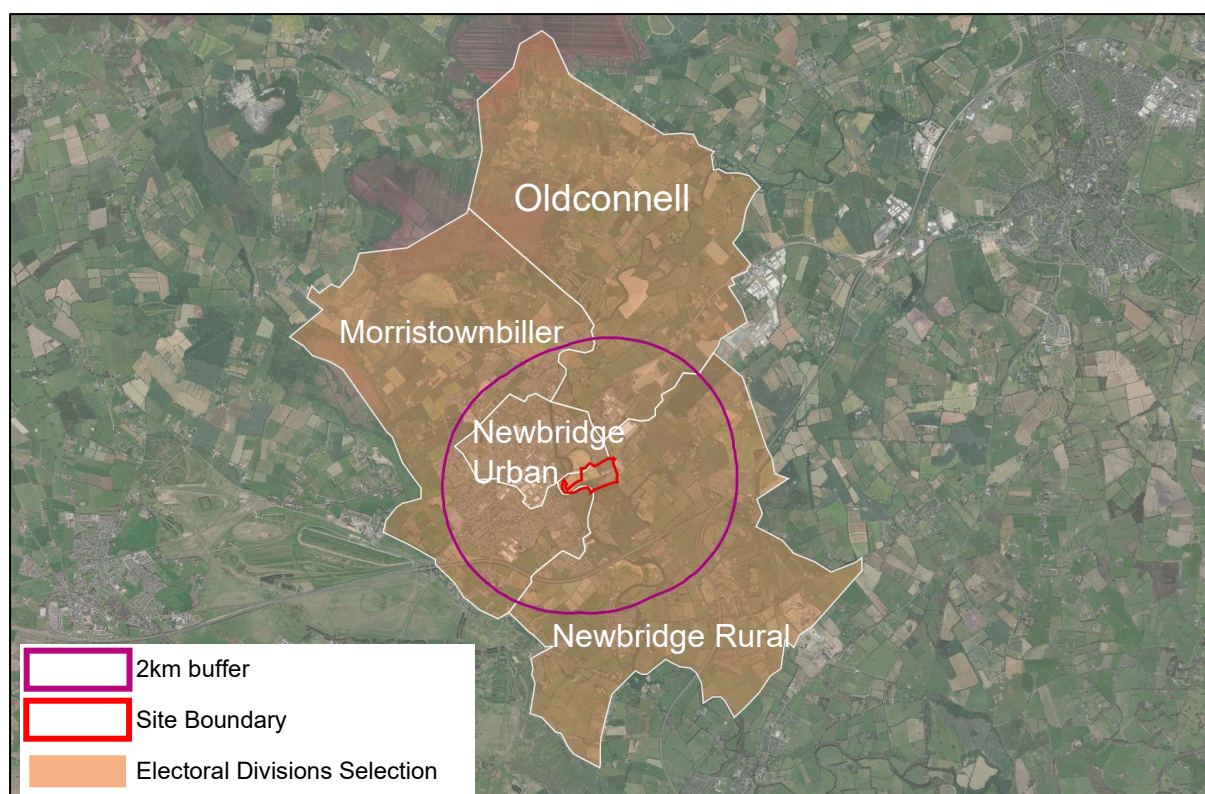 Oldconnell
Morristownbiller
Newbridge
Urban
Newbridge Rural
2km buffer
Site Boundary
Electoral Divisions Selection